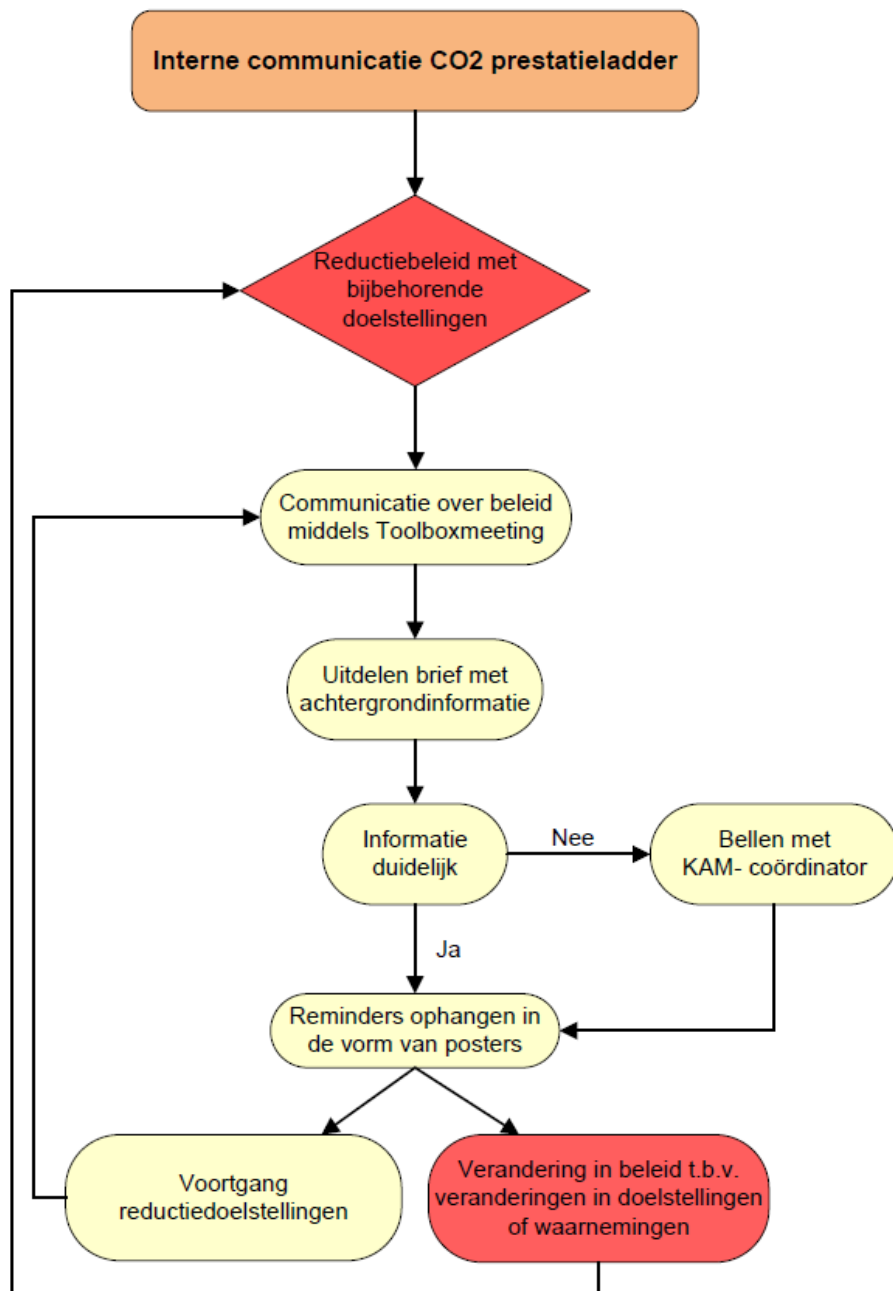 Interne communicatie CO2 prestatieladder
Reductiebeleid met
bijbehorende
doelstellingen
Communicatie over beleid
middels Toolboxmeeting
Uitdelen brief met
achtergrondinformatie
Informatie
duidelijk
Nee
Bellen met
KAM- coördinator
Ja
Reminders ophangen in
de vorm van posters
Voortgang
reductiedoelstellingen
Verandering in beleid t.b.v.
veranderingen in doelstellingen
of waarnemingen